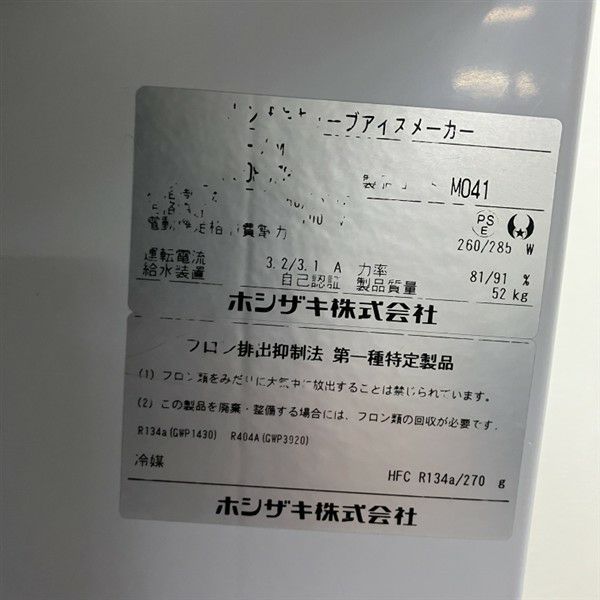 ーブアイスメーカー
M041
PS
E
260/285 W
運転電流 3.2/3.1 A 力率 81/91 %
給水装置 自己認証 製品質量 52 kg
ホシザキ株式会社
フロン排出抑制法 第一種特定製品
(1) フロン類をみだりに大気中に放出することは禁じられています。
(2) この製品を廃棄・整備する場合には、フロン類の回収が必要です。
R134a(GWP1430) R404A(GWP3920)
冷媒 HFC R134a/270 g
ホシザキ株式会社